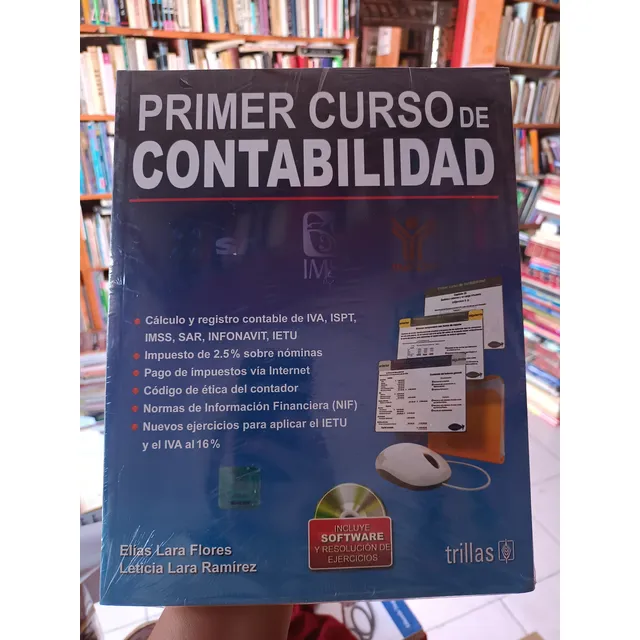 PRIMER CURSO DE
CONTABILIDAD
IMSS
• Cálculo y registro contable de IVA, ISPT,
IMSS, SAR, INFONAVIT, IETU
• Impuesto de 2.5% sobre nóminas
• Pago de impuestos vía Internet
• Código de ética del contador
• Normas de Información Financiera (NIF)
• Nuevos ejercicios para aplicar el IETU
y el IVA al 16%
INCLUYE
SOFTWARE
Y RESOLUCIÓN DE
EJERCICIOS
Elías Lara Flores
Leticia Lara Ramírez
trillas